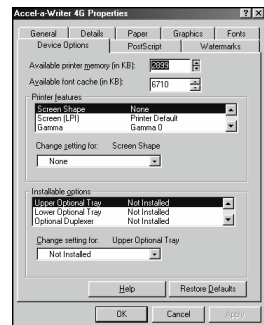 Accel-a-Writer 4G Properties
General Details Paper Graphics Fonts
Device Options PostScript Watermarks
Available printer memory (in KB): 2899
Available font cache (in KB): 6710
Printer features
Screen Shape None
Screen (LPI) Printer Default
Gamma Gamma 0
Change setting for: Screen Shape
None
Installable options
Upper Optional Tray Not Installed
Lower Optional Tray Not Installed
Optional Duplexer Not Installed
Change setting for: Upper Optional Tray
Not Installed
Help Restore Defaults
OK Cancel Apply